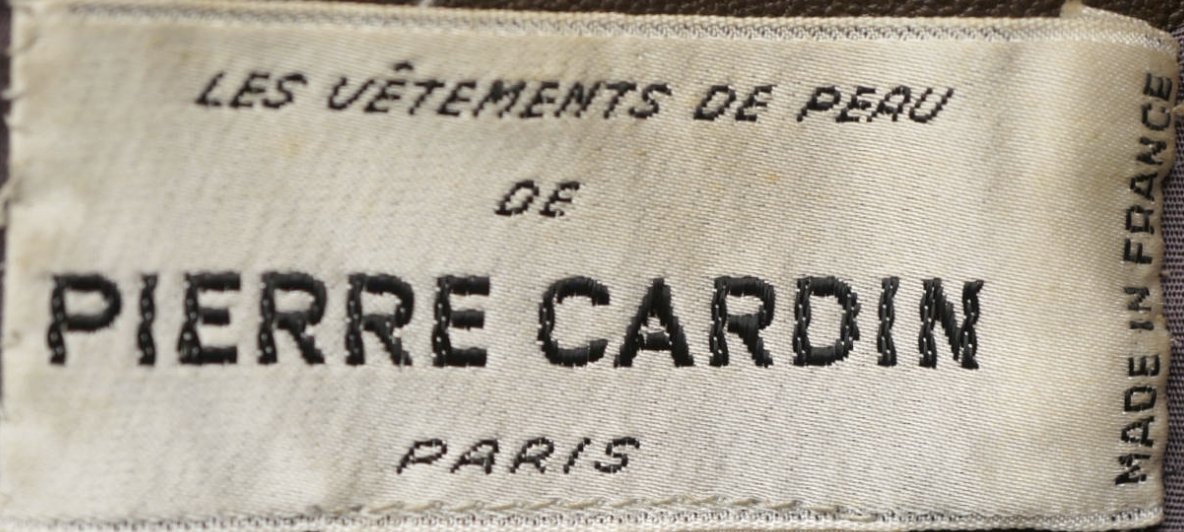 LES VÊTEMENTS DE PEAU
DE
PIERRE CARDIN
PARIS
MADE IN FRANCE